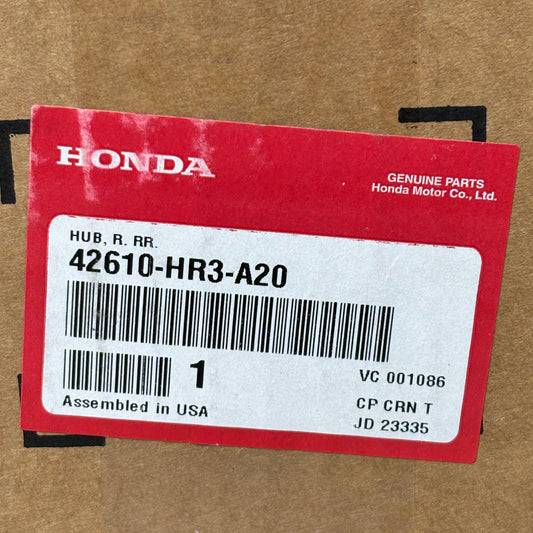 HONDA
GENUINE PARTS
Honda Motor Co., Ltd.
HUB, R. RR.
42610-HR3-A20
1
VC 001086
Assembled in USA
CP CRN T
JD 23335